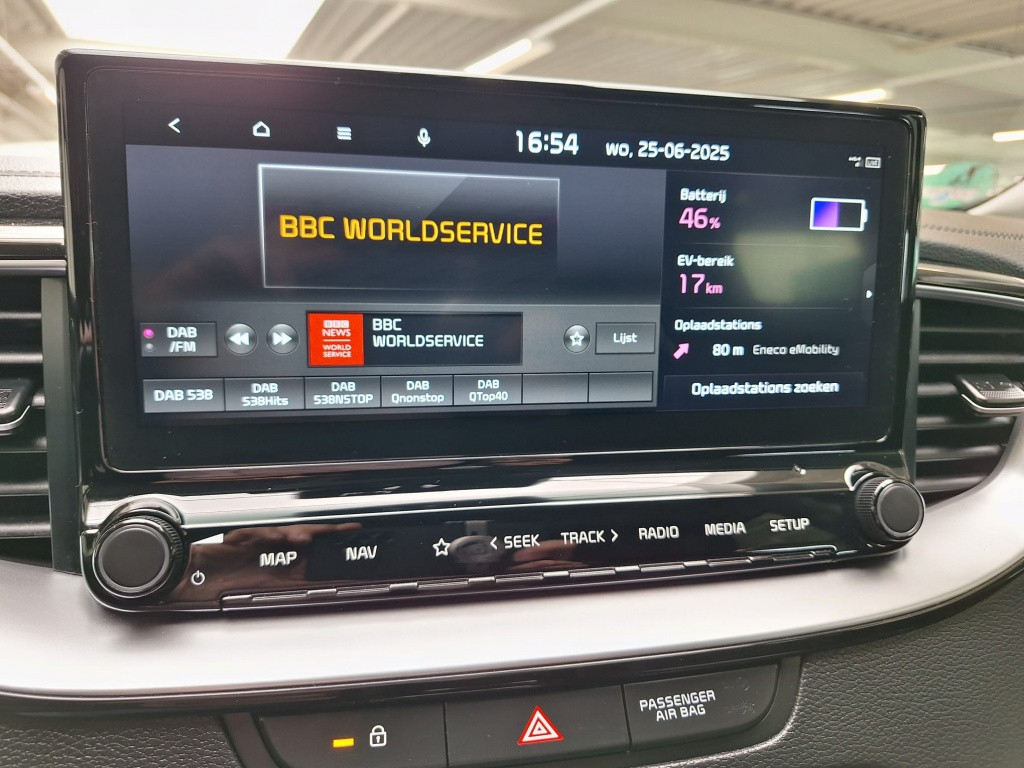 16:54 wo, 25-06-2025
BBC WORLDSERVICE
Batterij
46%
EV-bereik
17 km
Oplaadstations
80 m Eneco eMobility
Oplaadstations zoeken
DAB
/FM
BBC
NEWS
WORLD
SERVICE
BBC
WORLDSERVICE
Lijst
DAB 538
DAB
538Hits
DAB
538NSTOP
DAB
Qnonstop
DAB
QTop40
MAP NAV < SEEK TRACK > RADIO MEDIA SETUP
PASSENGER
AIR BAG